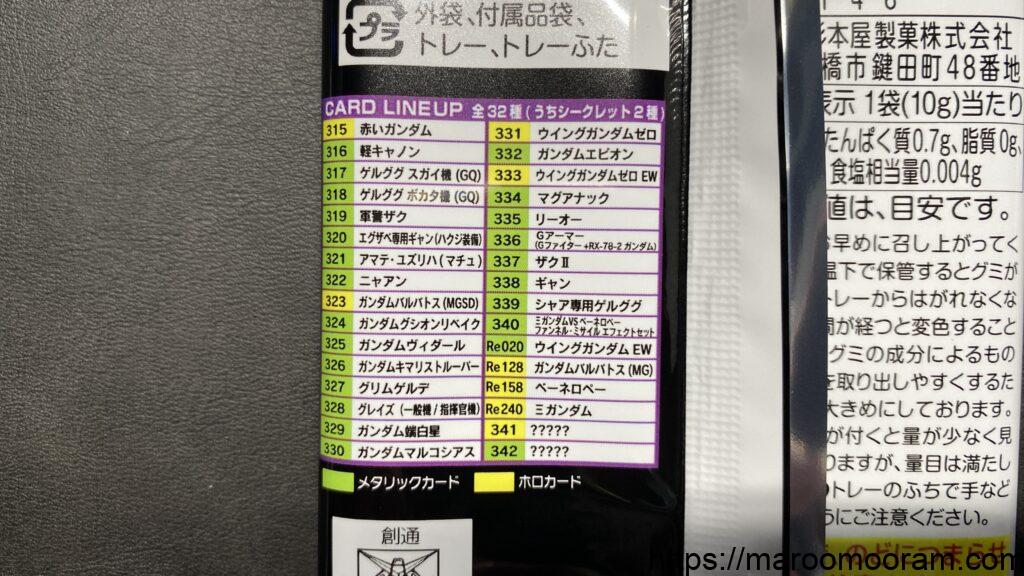 プラ
外袋、付属品袋、
トレー、トレーふた
CARD LINEUP 全32種(うちシークレット2種)
315 赤いガンダム
316 軽キャノン
317 ゲルググ スガイ機 (GQ)
318 ゲルググ ボカタ機 (GQ)
319 軍警ザク
320 エグザベ専用ギャン(ハクジ装備)
321 アマテ・ユズリハ(マチュ)
322 ニャアン
323 ガンダムバルバトス(MGSD)
324 ガンダムグシオンリベイク
325 ガンダムヴィダール
326 ガンダムキマリストルーパー
327 グリムゲルデ
328 グレイズ (一般機/指揮官機)
329 ガンダム端白星
330 ガンダムマルコシアス
331 ウイングガンダムゼロ
332 ガンダムエピオン
333 ウイングガンダムゼロ EW
334 マグアナック
335 リーオー
336 Gアーマー
(Gファイター+RX-78-2 ガンダム)
337 ザクⅡ
338 ギャン
339 シャア専用ゲルググ
340 ΞガンダムVS ペーネロペー
ファンネル・ミサイル エフェクトセット
Re020 ウイングガンダム EW
Re128 ガンダムバルバトス(MG)
Re158 ペーネロペー
Re240 Ξガンダム
341 ?????
342 ?????
メタリックカード ホロカード
創通
本屋製菓株式会社
橋市鍵田町48番地
表示 1袋(10g)当たり
たんぱく質0.7g、脂質0g、
食塩相当量0.004g
値は、目安です。
お早めに召し上がってく
温下で保管するとグミが
トレーからはがれなくな
間が経つと変色すること
グミの成分によるもの
を取り出しやすくするた
大きめにしております。
が付くと量が少なく見
りますが、量目は満たし
のトレーのふちで手など
うにご注意ください。
のどにつまらせ
https://maroomooram.com